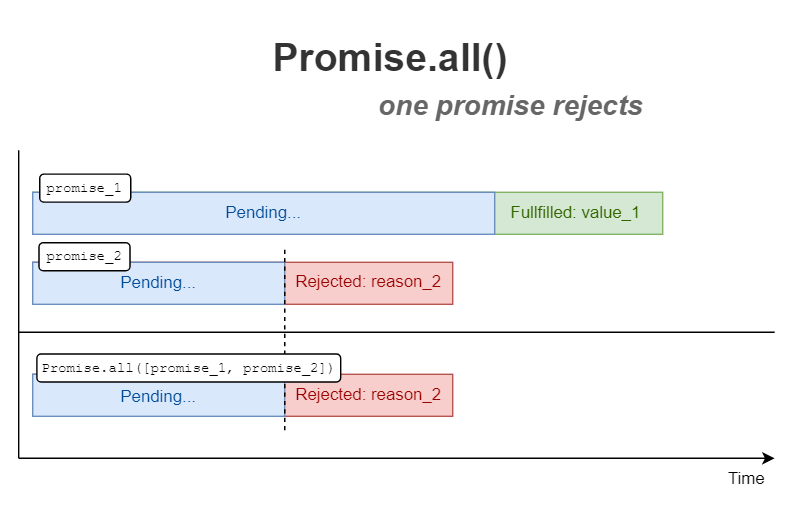 Promise.all()
one promise rejects
promise_1
Pending...
Fullfilled: value_1
promise_2
Pending...
Rejected: reason_2
Promise.all([promise_1, promise_2])
Pending...
Rejected: reason_2
Time